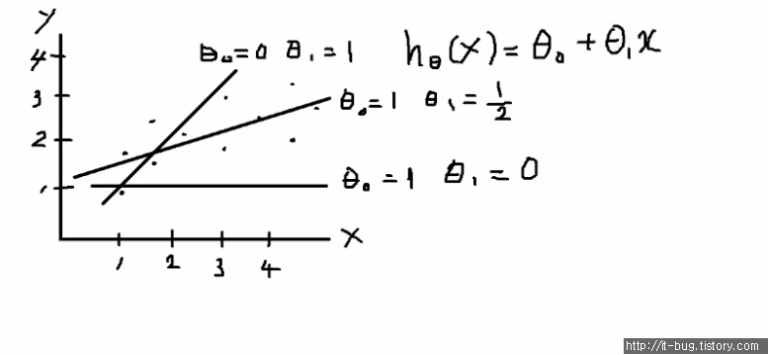 y
θ₀=0 θ₁=1 hθ(x)=θ₀+θ₁x
4
3
θ₀=1 θ₁=1/2
2
θ₀=1 θ₁=0
1
x
1 2 3 4
http://it-bug.tistory.com